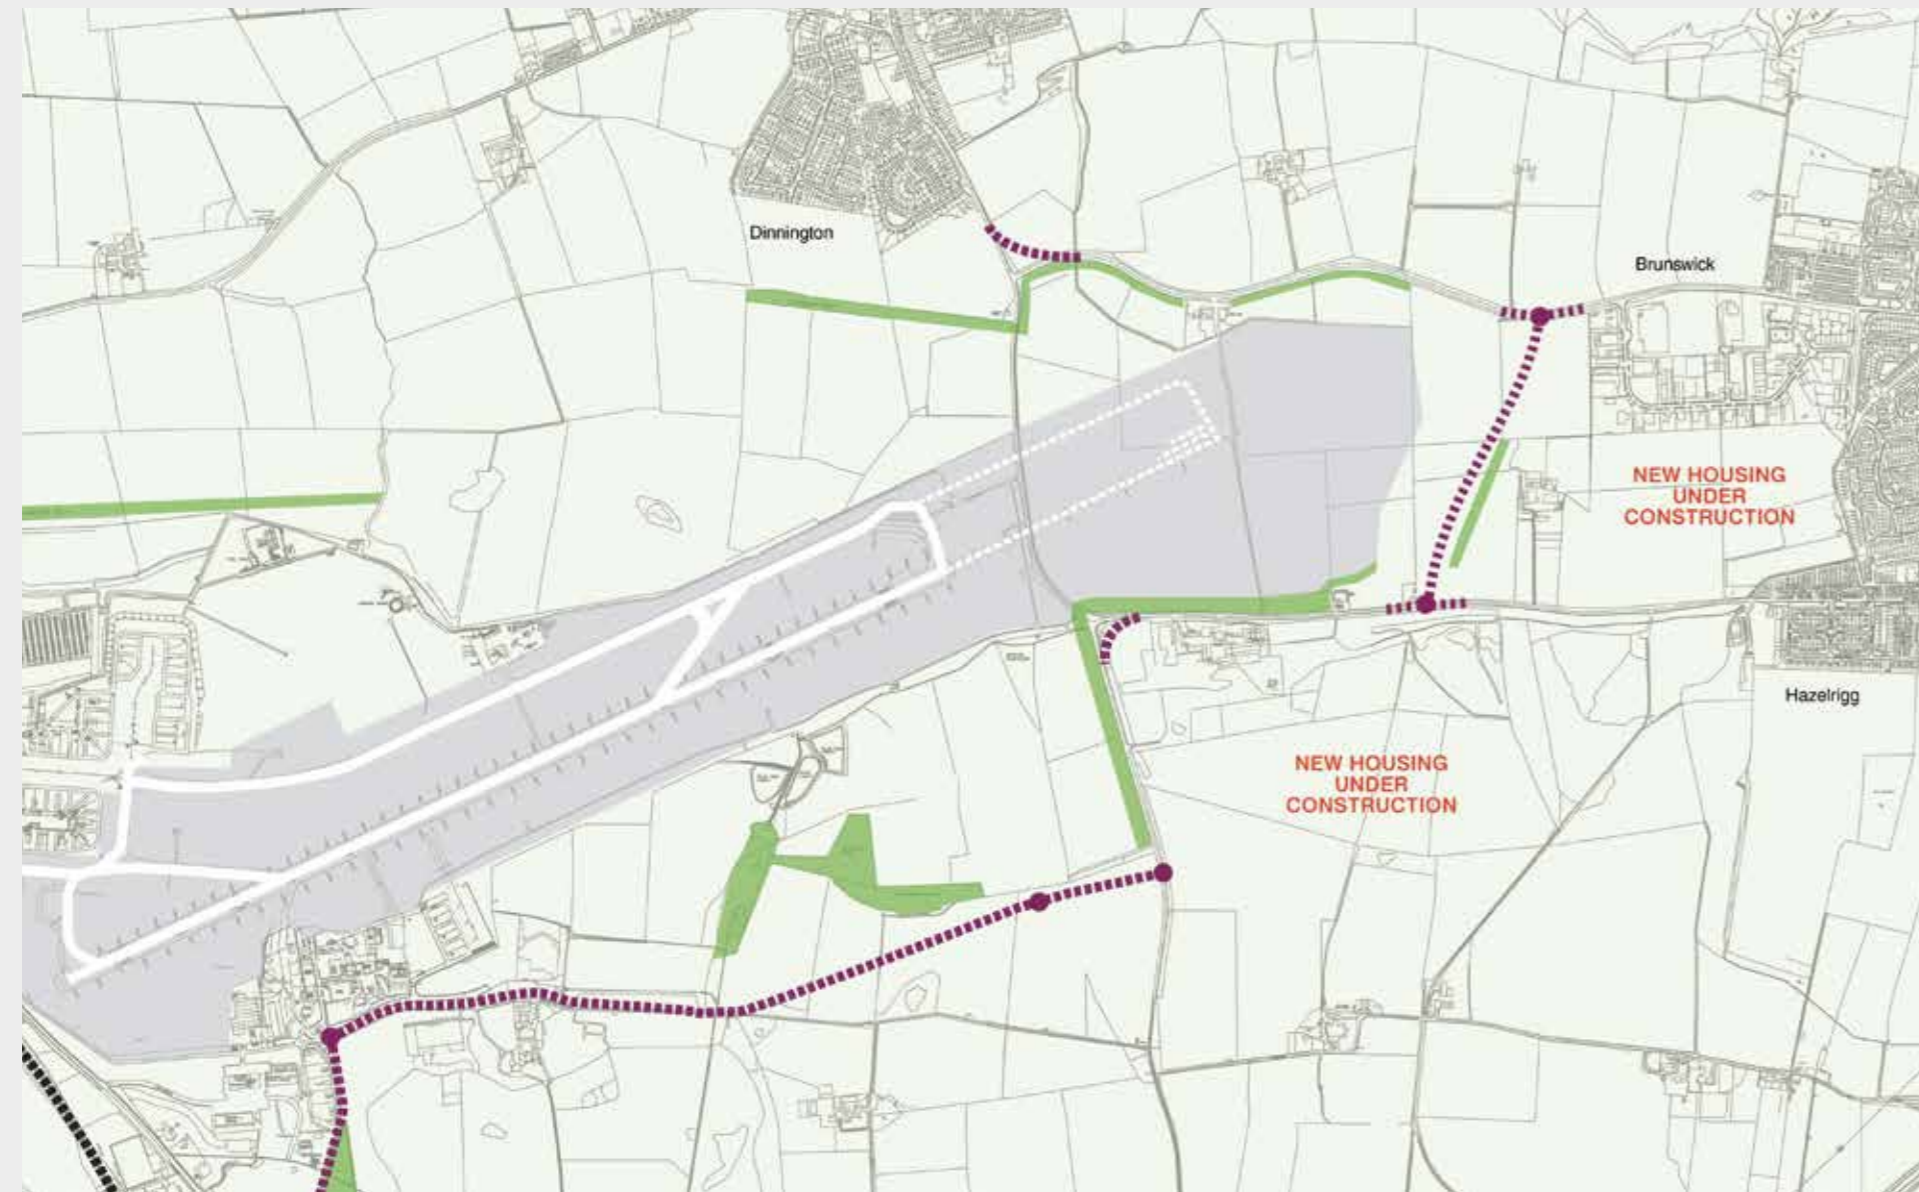 Dinnington
Brunswick
NEW HOUSING
UNDER
CONSTRUCTION
Hazelrigg
NEW HOUSING
UNDER
CONSTRUCTION